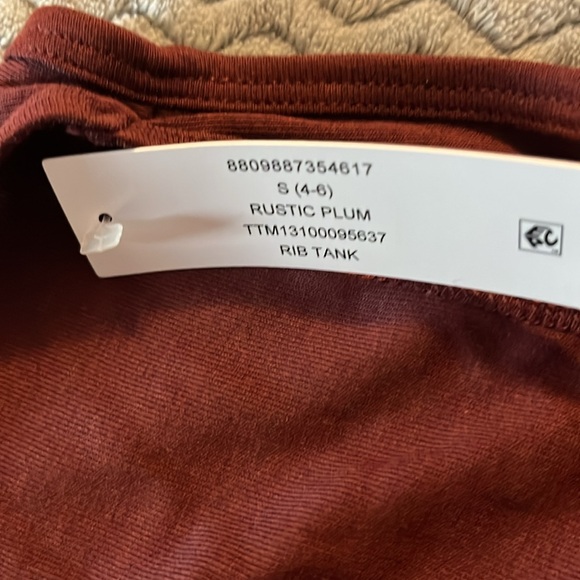 8809887354617
S (4-6)
RUSTIC PLUM
TTM13100095637
RIB TANK